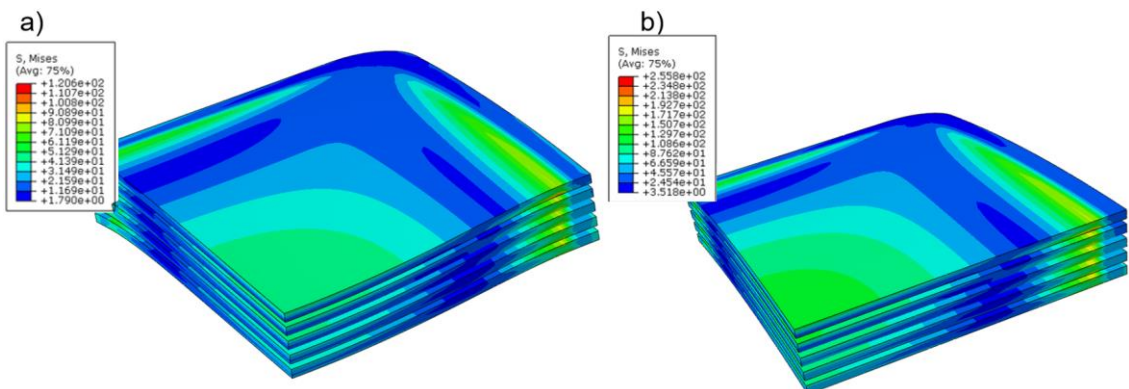 a)
S, Mises
(Avg: 75%)
+1.206e+02
+1.107e+02
+1.008e+02
+9.089e+01
+8.099e+01
+7.109e+01
+6.119e+01
+5.129e+01
+4.139e+01
+3.149e+01
+2.159e+01
+1.169e+01
+1.790e+00
b)
S, Mises
(Avg: 75%)
+2.558e+02
+2.348e+02
+2.138e+02
+1.927e+02
+1.717e+02
+1.507e+02
+1.297e+02
+1.086e+02
+8.762e+01
+6.659e+01
+4.557e+01
+2.454e+01
+3.518e+00